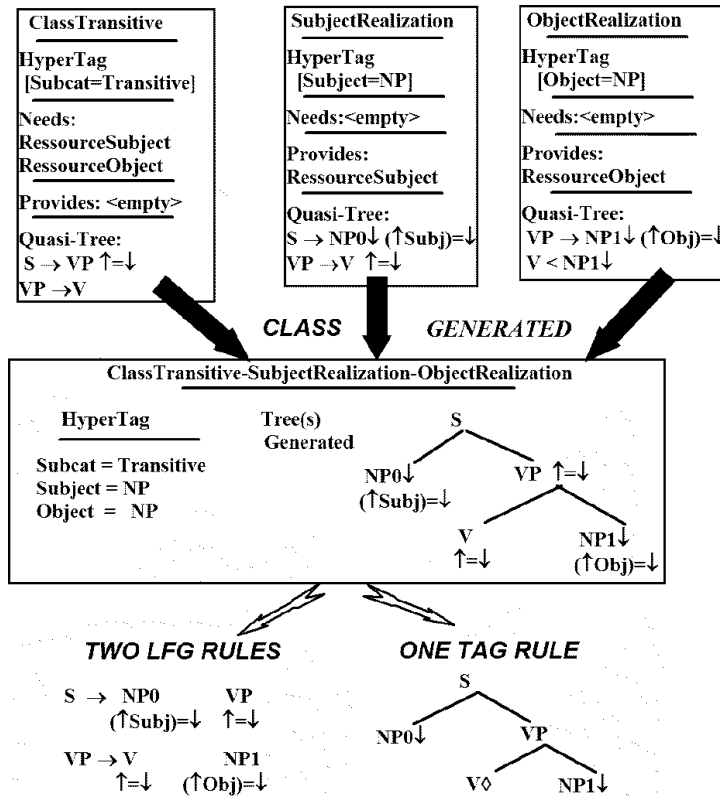 ClassTransitive
HyperTag
[Subcat=Transitive]
Needs:
RessourceSubject
RessourceObject
Provides: <empty>
Quasi-Tree:
S → VP ↑=↓
VP → V
SubjectRealization
HyperTag
[Subject=NP]
Needs:<empty>
Provides:
RessourceSubject
Quasi-Tree:
S → NP0↓ (↑Subj)=↓
VP → V ↑=↓
ObjectRealization
HyperTag
[Object=NP]
Needs:<empty>
Provides:
RessourceObject
Quasi-Tree:
VP → NP1↓ (↑Obj)=↓
V < NP1↓
CLASS GENERATED
ClassTransitive-SubjectRealization-ObjectRealization
HyperTag
Subcat = Transitive
Subject = NP
Object = NP
Tree(s)
Generated
S
NP0↓ VP ↑=↓
(↑Subj)=↓
V NP1↓
↑=↓ (↑Obj)=↓
TWO LFG RULES
S → NP0 VP
(↑Subj)=↓ ↑=↓
VP → V NP1
↑=↓ (↑Obj)=↓
ONE TAG RULE
S
NP0↓ VP
V◊ NP1↓